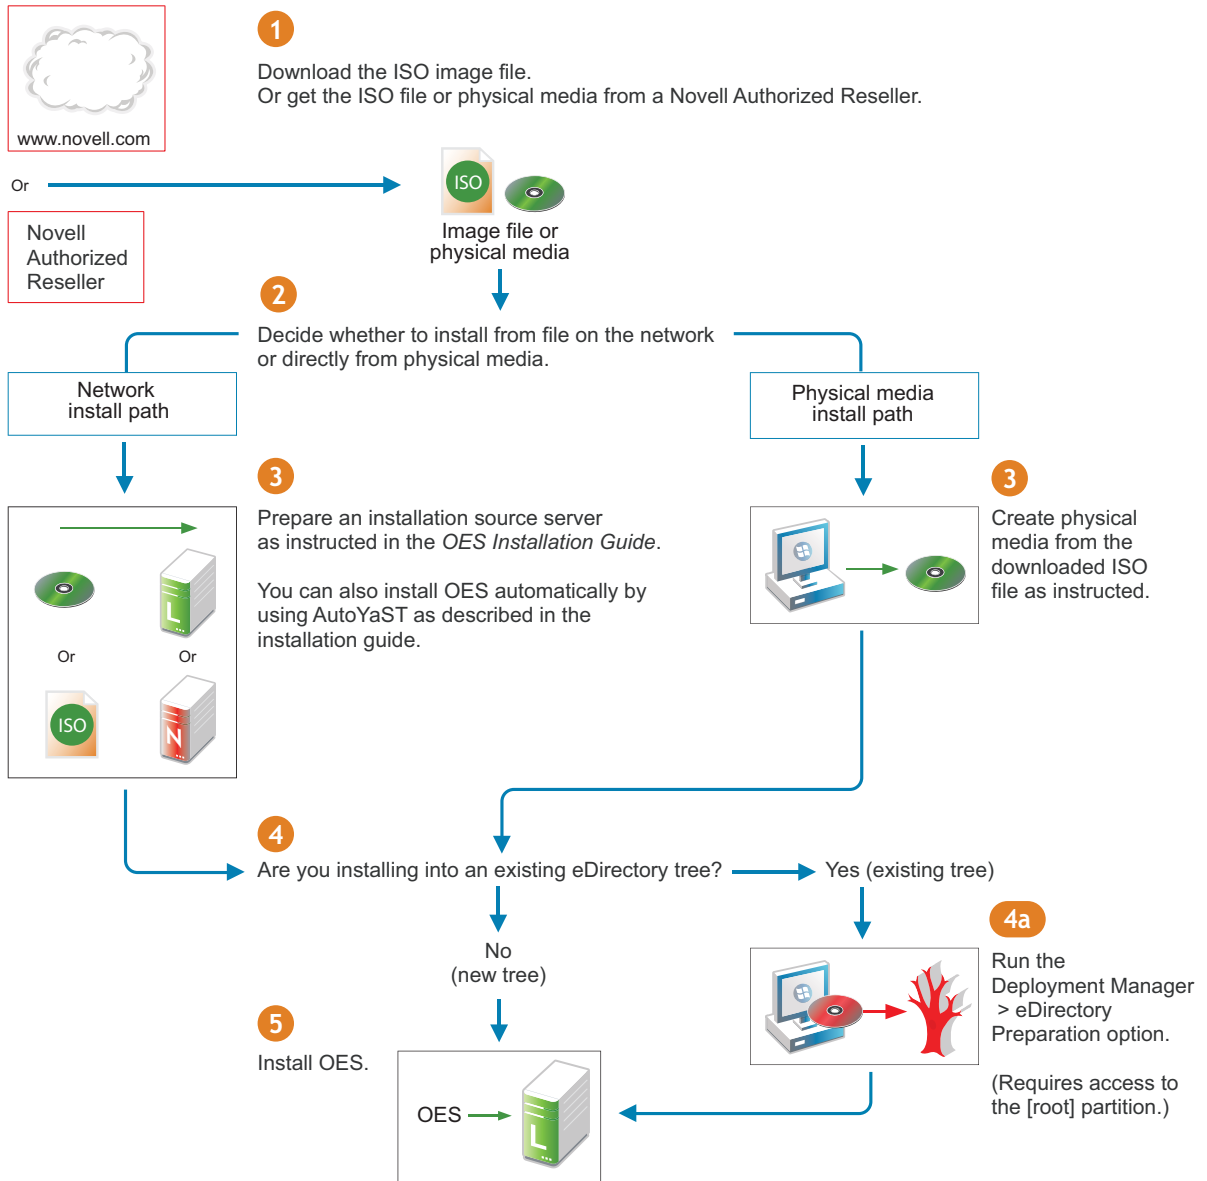 www.novell.com
1
Download the ISO image file.
Or get the ISO file or physical media from a Novell Authorized Reseller.
Or
Novell
Authorized
Reseller
ISO
Image file or
physical media
2
Decide whether to install from file on the network
or directly from physical media.
Network
install path
Physical media
install path
3
Prepare an installation source server
as instructed in the OES Installation Guide.
You can also install OES automatically by
using AutoYaST as described in the
installation guide.
L
Or
Or
ISO
N
3
Create physical
media from the
downloaded ISO
file as instructed.
4
Are you installing into an existing eDirectory tree?
Yes (existing tree)
No
(new tree)
4a
Run the
Deployment Manager
> eDirectory
Preparation option.
(Requires access to
the [root] partition.)
5
Install OES.
OES
L